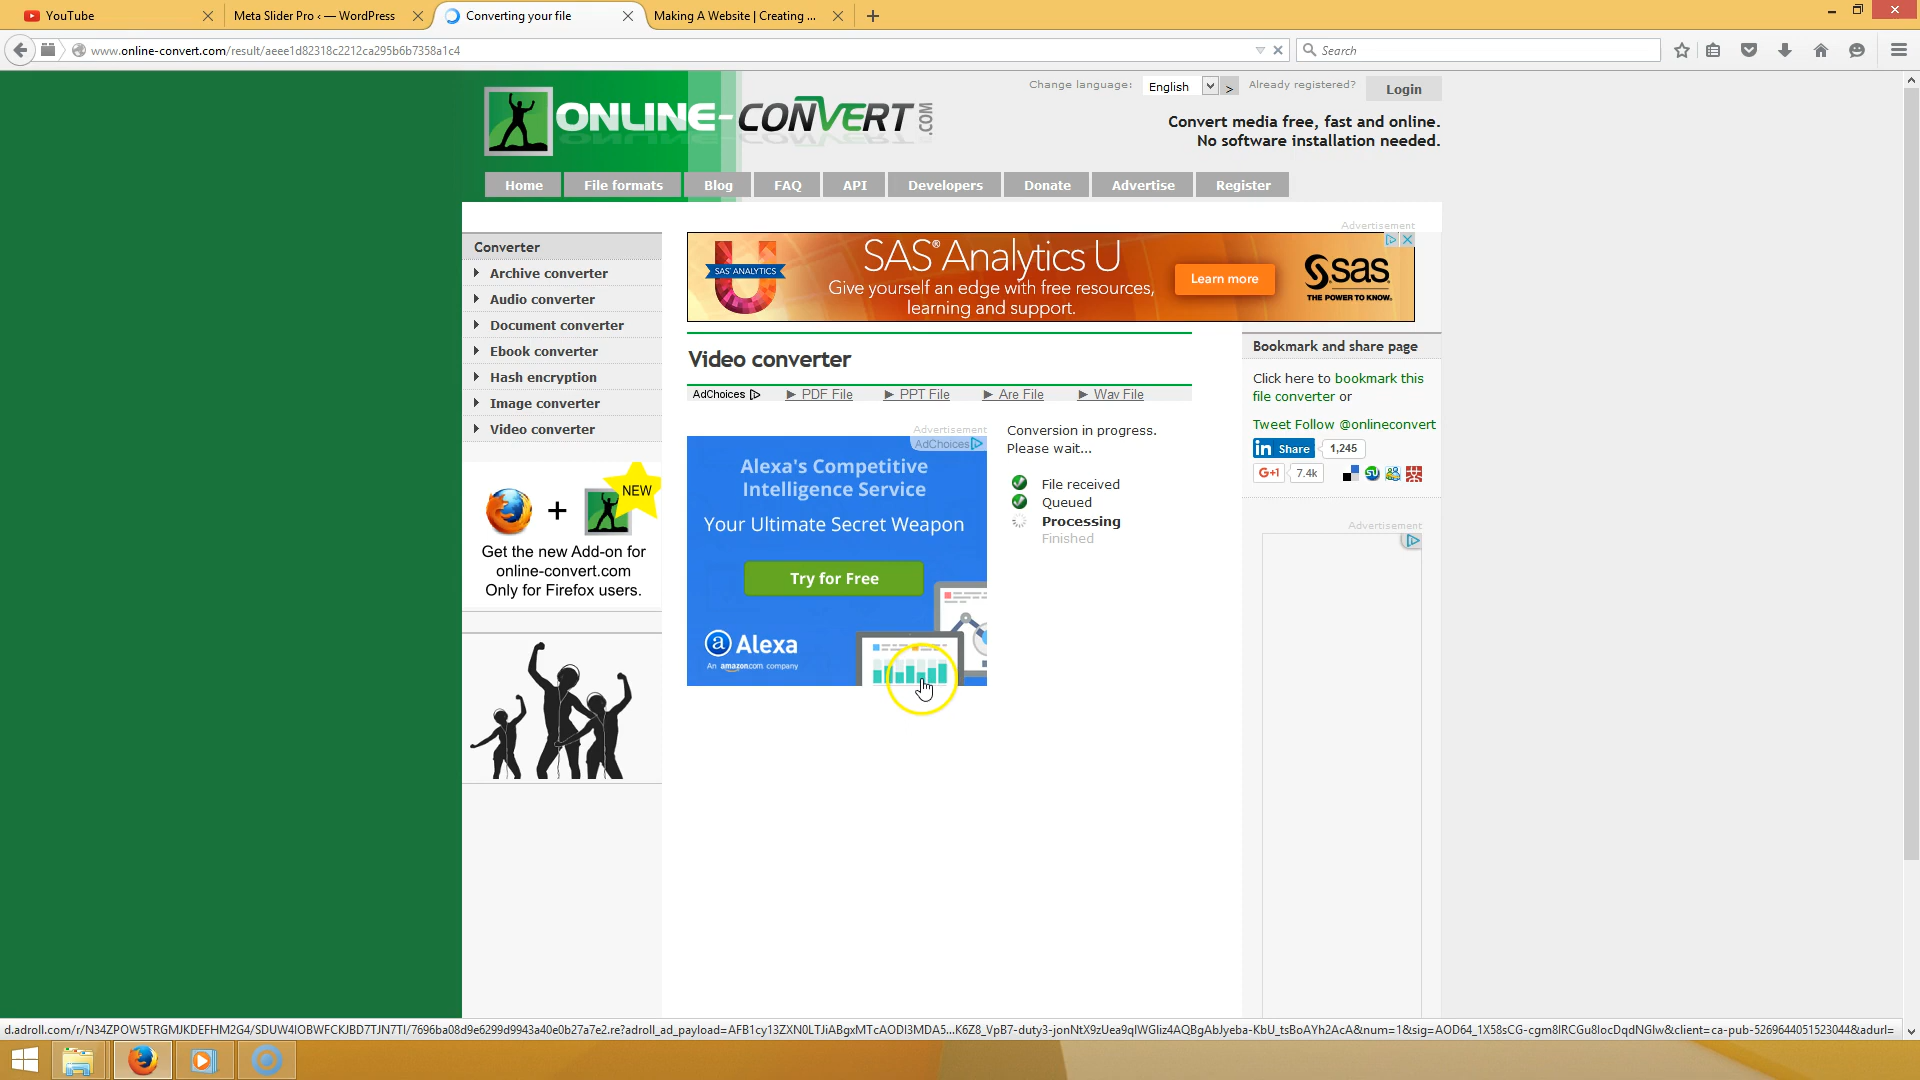 YouTube
Meta Slider Pro ‹ — WordPress
Converting your file
Making A Website | Creating ...
www.online-convert.com/result/aeee1d82318c2212ca295b6b7358a1c4
Search
ONLINE-CONVERT.COM
Change language:
English
>
Already registered?
Login
Convert media free, fast and online.
No software installation needed.
Home
File formats
Blog
FAQ
API
Developers
Donate
Advertise
Register
Advertisement
Converter
Archive converter
Audio converter
Document converter
Ebook converter
Hash encryption
Image converter
Video converter
U
SAS® ANALYTICS
SAS® Analytics U
Give yourself an edge with free resources,
learning and support.
Learn more
sas
THE POWER TO KNOW.
Video converter
AdChoices
► PDF File
► PPT File
► Are File
► Wav File
Advertisement
AdChoices
Alexa's Competitive
Intelligence Service
Your Ultimate Secret Weapon
Try for Free
a Alexa
An amazon.com company
Conversion in progress.
Please wait...
File received
Queued
Processing
Finished
Bookmark and share page
Click here to bookmark this
file converter or
Tweet Follow @onlineconvert
in Share
1,245
G+1
7.4k
Advertisement
+
NEW
Get the new Add-on for
online-convert.com
Only for Firefox users.